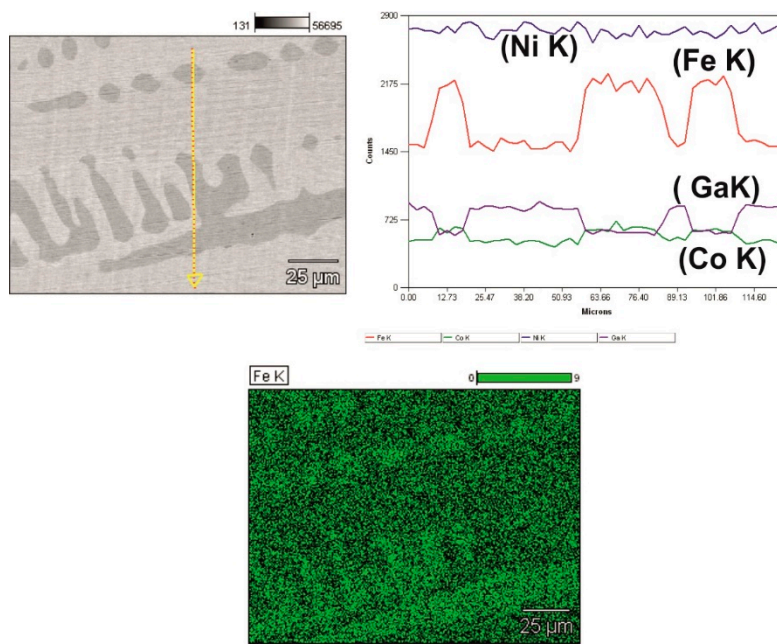 131 56695
25 µm
2900
2175
1450
725
0
Counts
(Ni K)
(Fe K)
( GaK)
(Co K)
0.00 12.73 25.47 38.20 50.93 63.66 76.40 89.13 101.86 114.60
Microns
Fe K Co K Ni K Ga K
Fe K
0 9
25 µm